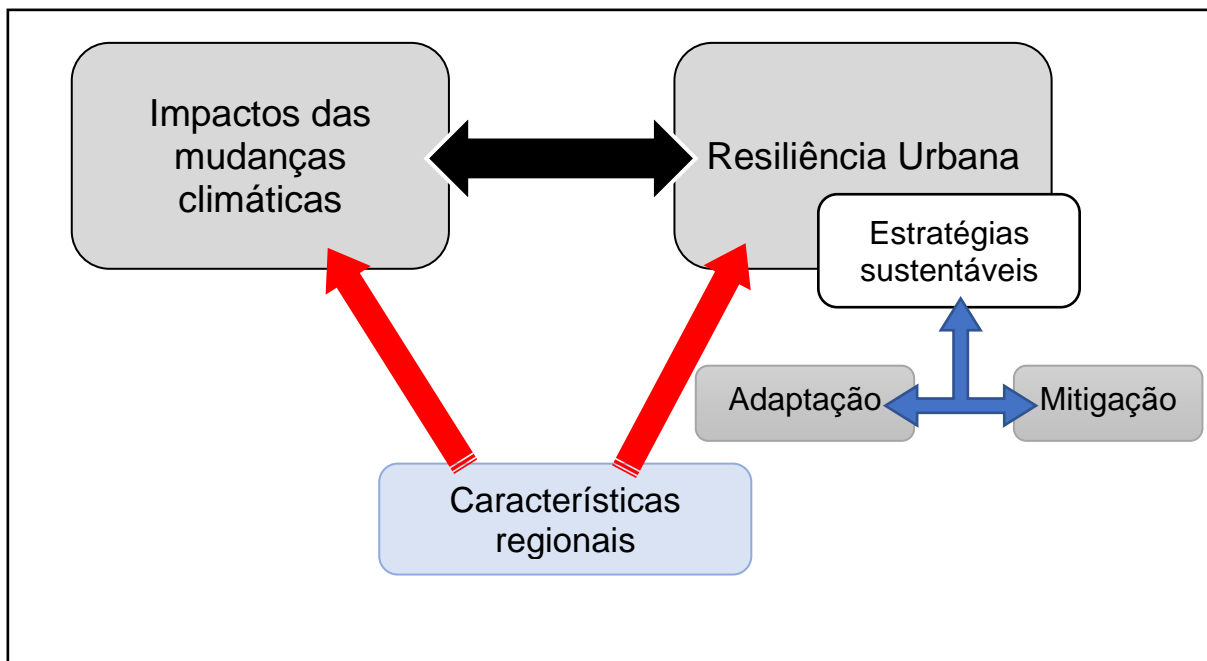 Impactos das
mudanças
climáticas
Resiliência Urbana
Estratégias
sustentáveis
Adaptação
Mitigação
Características
regionais